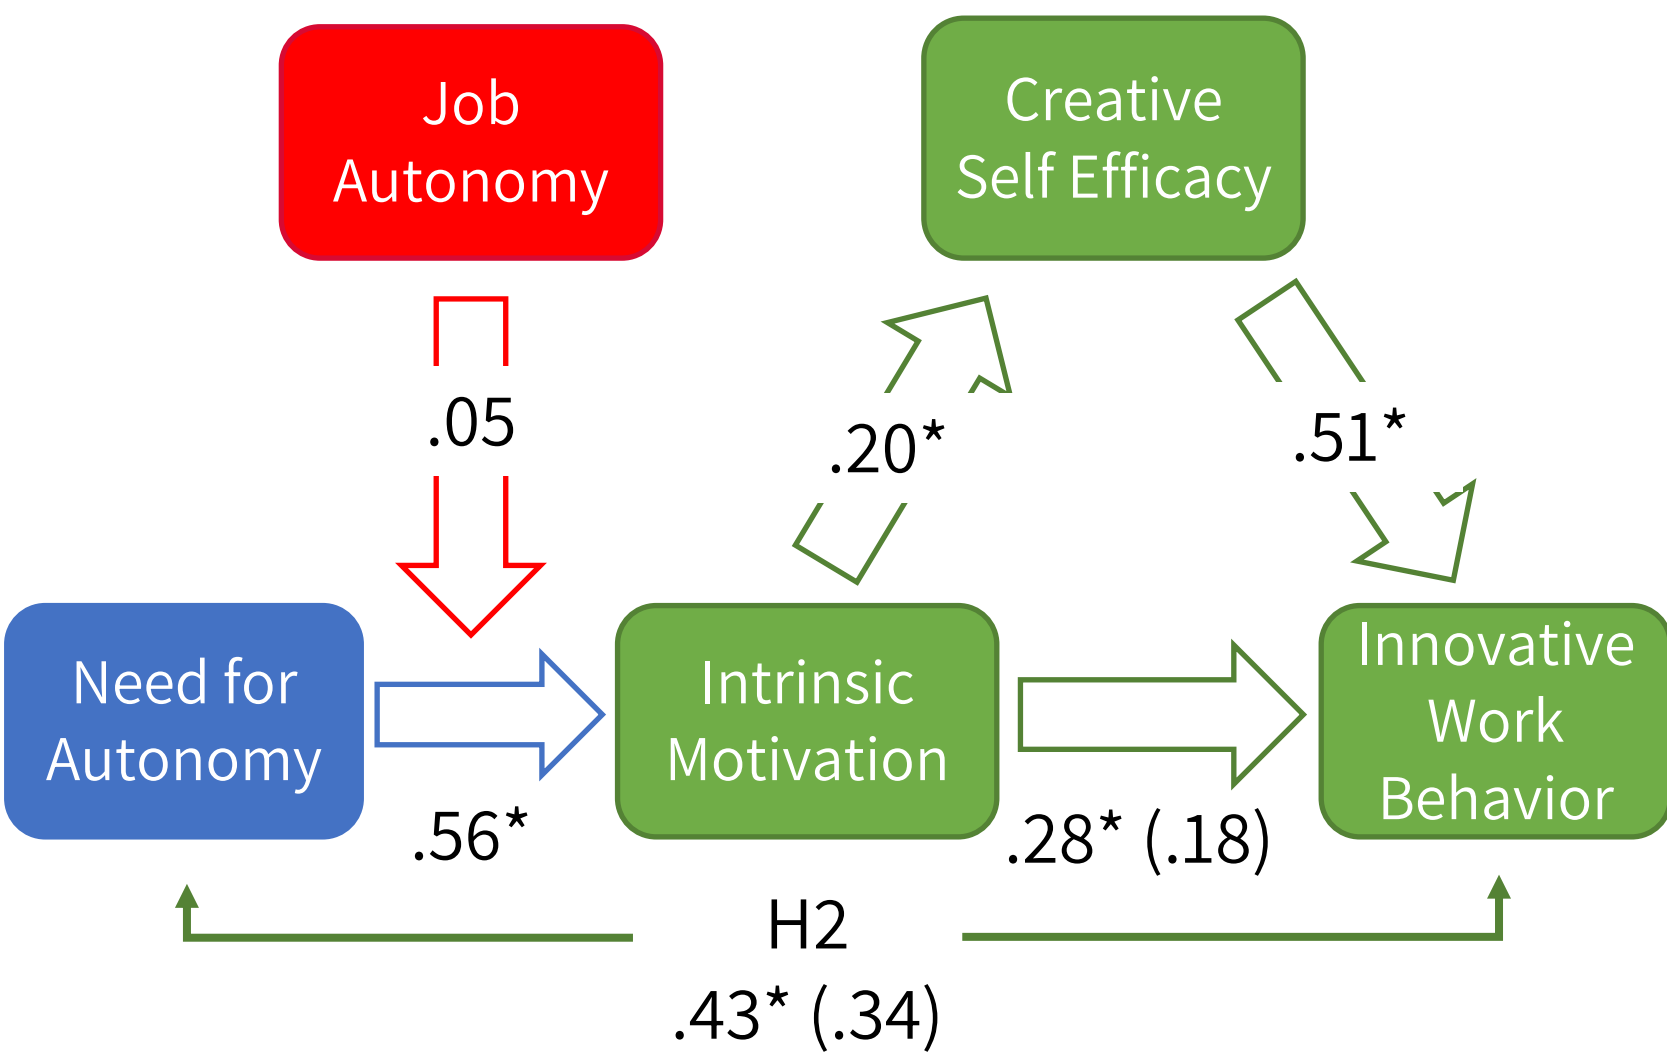 Job
Autonomy
Creative
Self Efficacy
.05
.20*
.51*
Need for
Autonomy
Intrinsic
Motivation
Innovative
Work
Behavior
.56*
.28* (.18)
H2
.43* (.34)